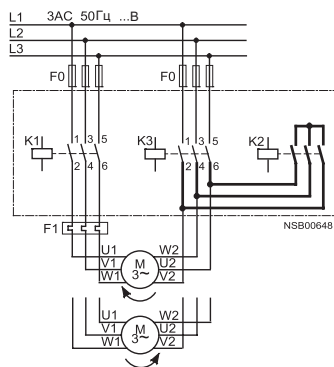 L1 3АС 50Гц ...В
L2
L3
F0 F0
K1 1 3 5 K3 1 3 5 K2
2 4 6 2 4 6
NSB00648
F1
U1 M 3~ W2
V1 U2
W1 V2
U1 M 3~ W2
V1 U2
W1 V2